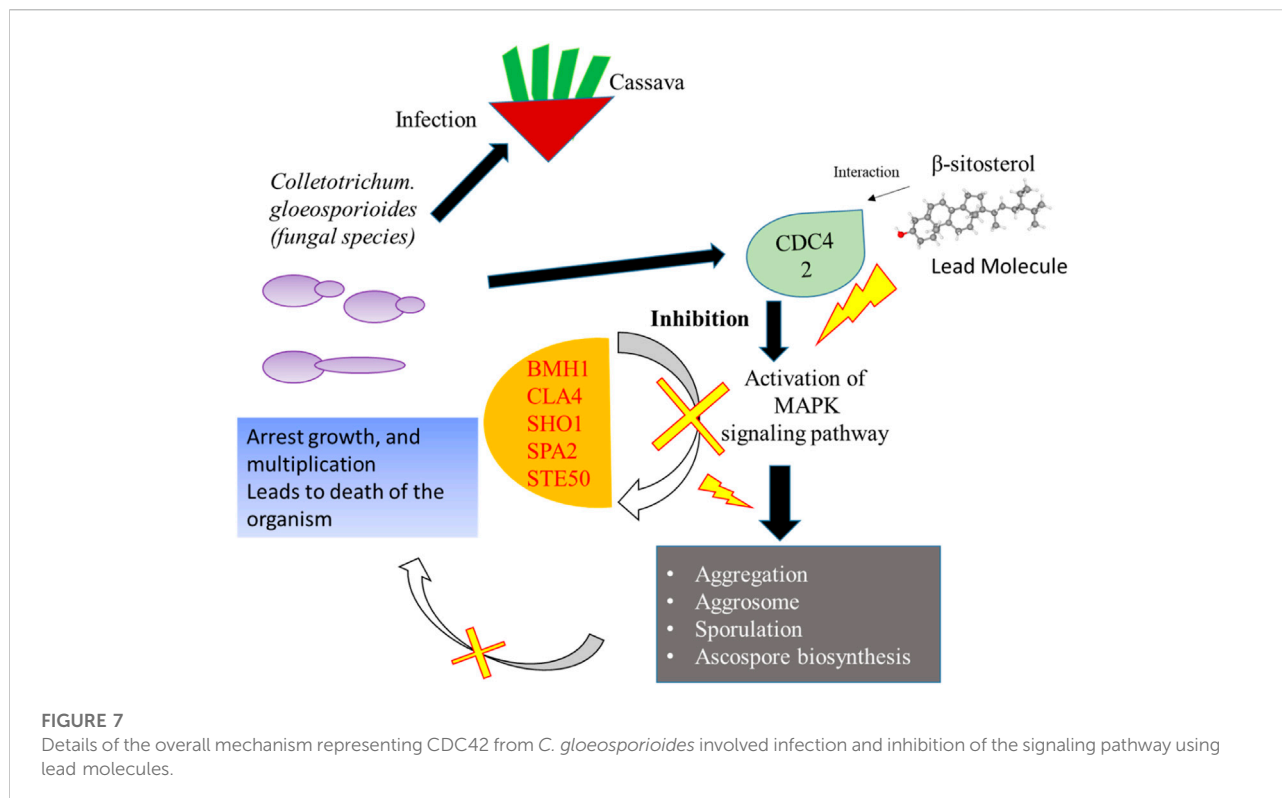 Cassava
Infection
Colletotrichum.
gloeosporioides
(fungal species)
Interaction
β-sitosterol
CDC4
2
Lead Molecule
Inhibition
BMH1
CLA4
SHO1
SPA2
STE50
Activation of
MAPK
signaling pathway
Arrest growth, and
multiplication
Leads to death of the
organism
• Aggregation
• Aggrosome
• Sporulation
• Ascospore biosynthesis
FIGURE 7
Details of the overall mechanism representing CDC42 from C. gloeosporioides involved infection and inhibition of the signaling pathway using
lead molecules.